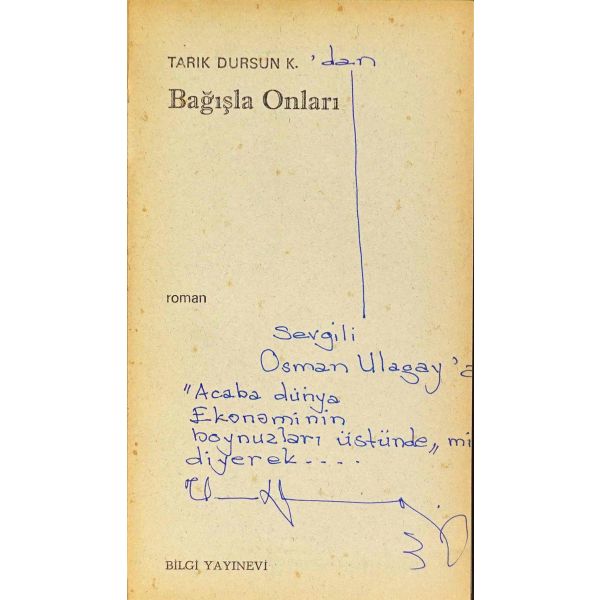 TARIK DURSUN K. 'dan
Bağışla Onları
roman
Sevgili
Osman Ulagay'a
"Acaba dünya
Ekonominin
boynuzları üstünde„ mi
diyerek....
BİLGİ YAYINEVİ